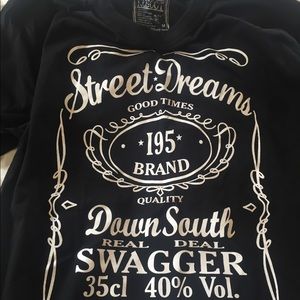 Street Dreams
GOOD TIMES
195
BRAND
QUALITY
Down South
REAL DEAL
SWAGGER
35cl 40% Vol.